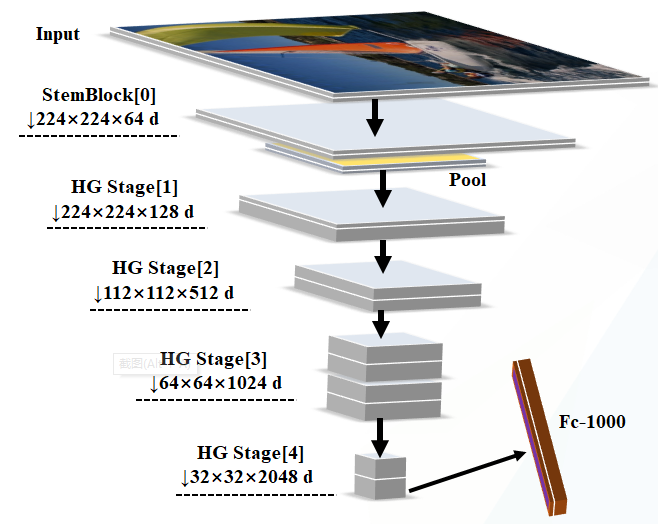 Input
StemBlock[0]
↓224×224×64 d
Pool
HG Stage[1]
↓224×224×128 d
HG Stage[2]
↓112×112×512 d
HG Stage[3]
↓64×64×1024 d
Fc-1000
HG Stage[4]
↓32×32×2048 d